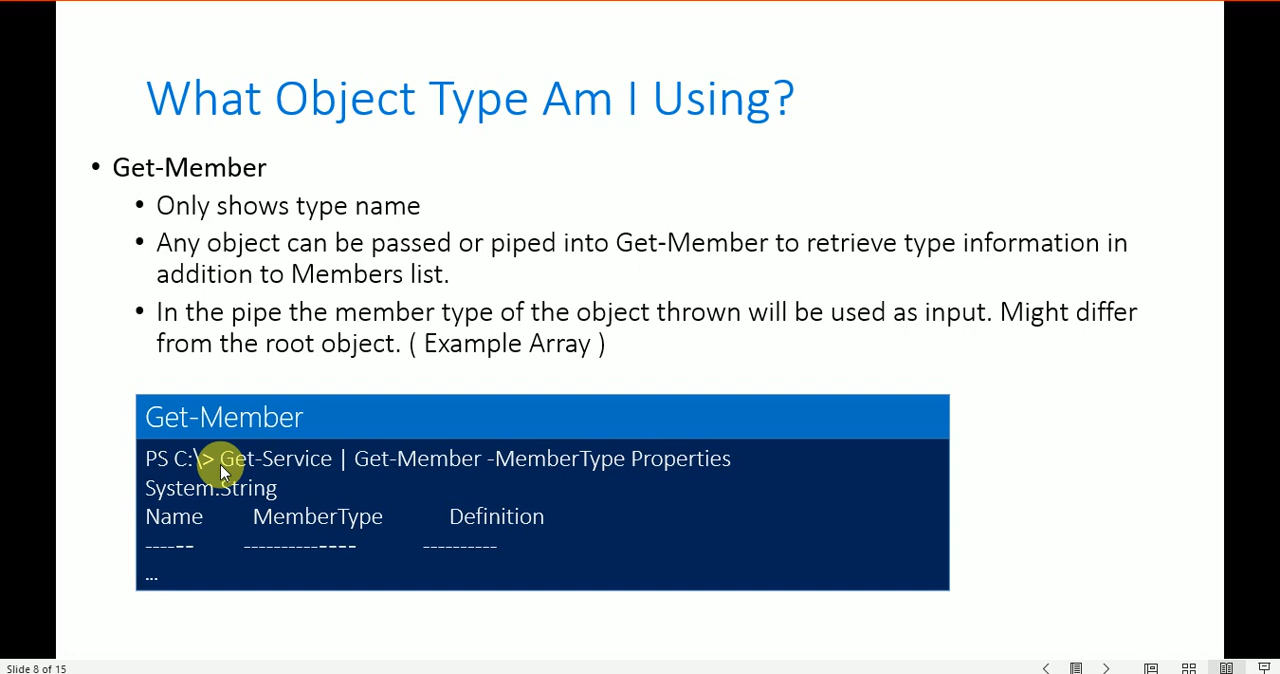 What Object Type Am I Using?
• Get-Member
• Only shows type name
• Any object can be passed or piped into Get-Member to retrieve type information in
addition to Members list.
• In the pipe the member type of the object thrown will be used as input. Might differ
from the root object. ( Example Array )
Get-Member
PS C:\> Get-Service | Get-Member -MemberType Properties
System.String
Name MemberType Definition
------ -------------- ----------
...
Slide 8 of 15